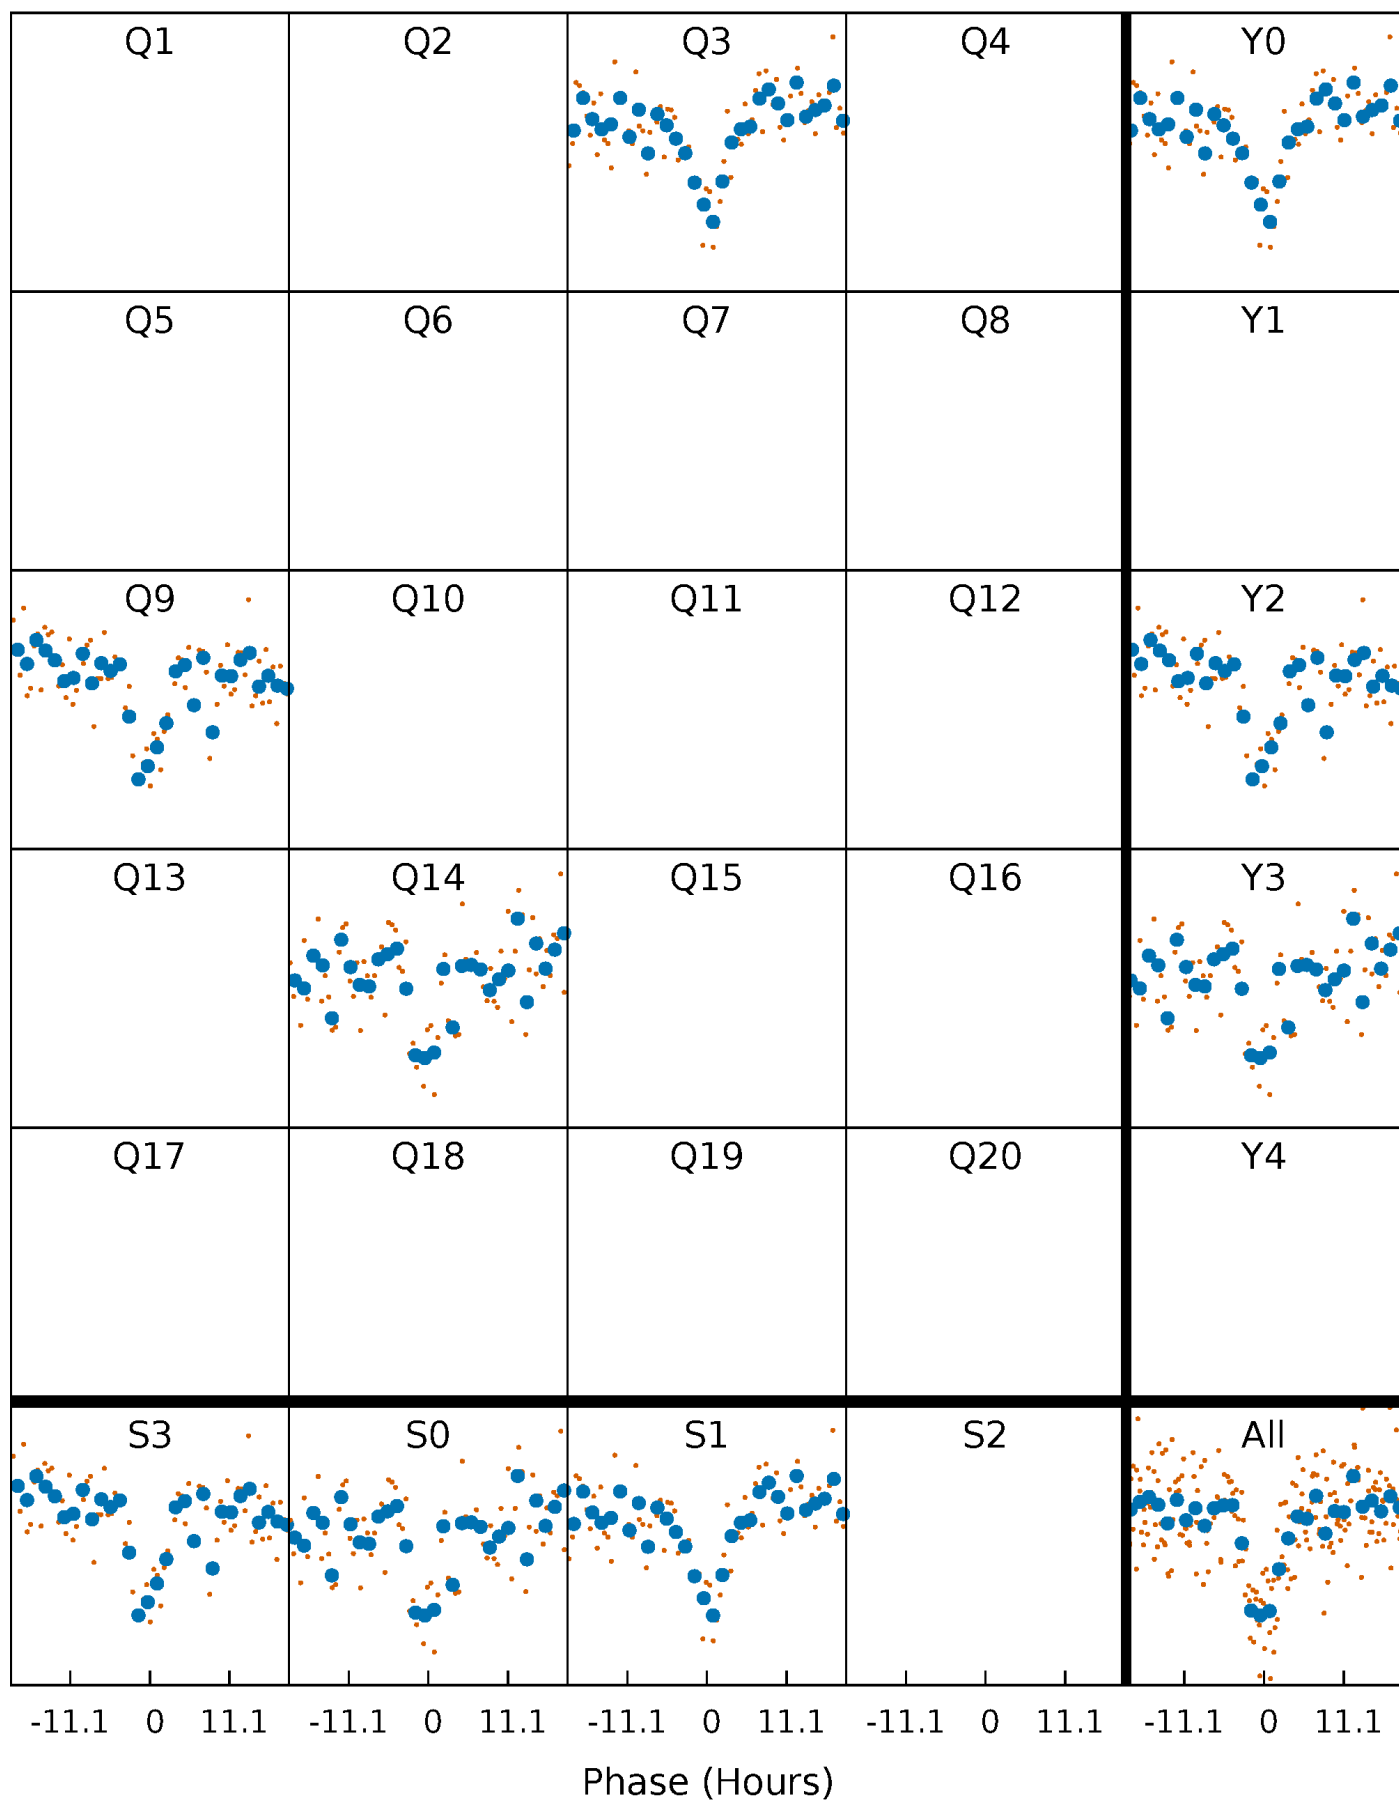 Q1 Q2 Q3 Q4 Y0
Q5 Q6 Q7 Q8 Y1
Q9 Q10 Q11 Q12 Y2
Q13 Q14 Q15 Q16 Y3
Q17 Q18 Q19 Q20 Y4
S3 S0 S1 S2 All
-11.1 0 11.1 -11.1 0 11.1 -11.1 0 11.1 -11.1 0 11.1 -11.1 0 11.1
Phase (Hours)